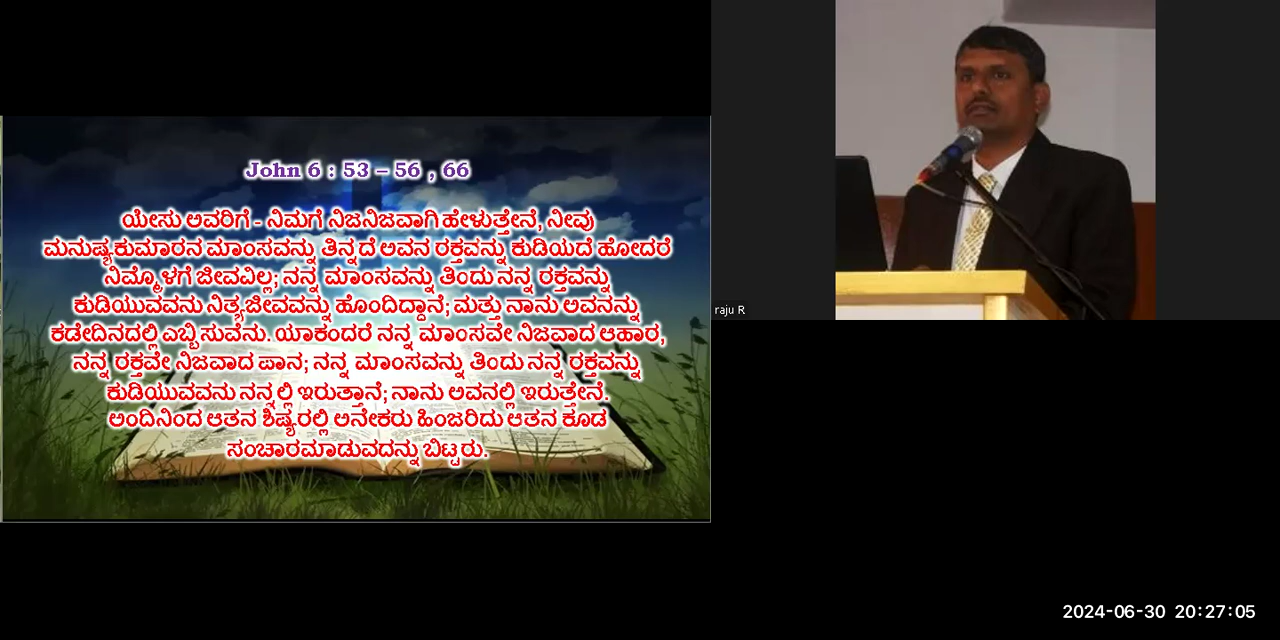 John 6 : 53 – 56 , 66
ಯೇಸು ಅವರಿಗೆ - ನಿಮಗೆ ನಿಜನಿಜವಾಗಿ ಹೇಳುತ್ತೇನೆ, ನೀವು
ಮನುಷ್ಯಕುಮಾರನ ಮಾಂಸವನ್ನು ತಿನ್ನದೆ ಅವನ ರಕ್ತವನ್ನು ಕುಡಿಯದೆ ಹೋದರೆ
ನಿಮ್ಮೊಳಗೆ ಜೀವವಿಲ್ಲ; ನನ್ನ ಮಾಂಸವನ್ನು ತಿಂದು ನನ್ನ ರಕ್ತವನ್ನು
ಕುಡಿಯುವವನು ನಿತ್ಯಜೀವವನ್ನು ಹೊಂದಿದ್ದಾನೆ; ಮತ್ತು ನಾನು ಅವನನ್ನು
ಕಡೇದಿನದಲ್ಲಿ ಎಬ್ಬಿಸುವೆನು. ಯಾಕಂದರೆ ನನ್ನ ಮಾಂಸವೇ ನಿಜವಾದ ಆಹಾರ,
ನನ್ನ ರಕ್ತವೇ ನಿಜವಾದ ಪಾನ; ನನ್ನ ಮಾಂಸವನ್ನು ತಿಂದು ನನ್ನ ರಕ್ತವನ್ನು
ಕುಡಿಯುವವನು ನನ್ನಲ್ಲಿ ಇರುತ್ತಾನೆ; ನಾನು ಅವನಲ್ಲಿ ಇರುತ್ತೇನೆ.
ಅಂದಿನಿಂದ ಆತನ ಶಿಷ್ಯರಲ್ಲಿ ಅನೇಕರು ಹಿಂಜರಿದು ಆತನ ಕೂಡ
ಸಂಚಾರಮಾಡುವದನ್ನು ಬಿಟ್ಟರು.
raju R
2024-06-30 20:27:05